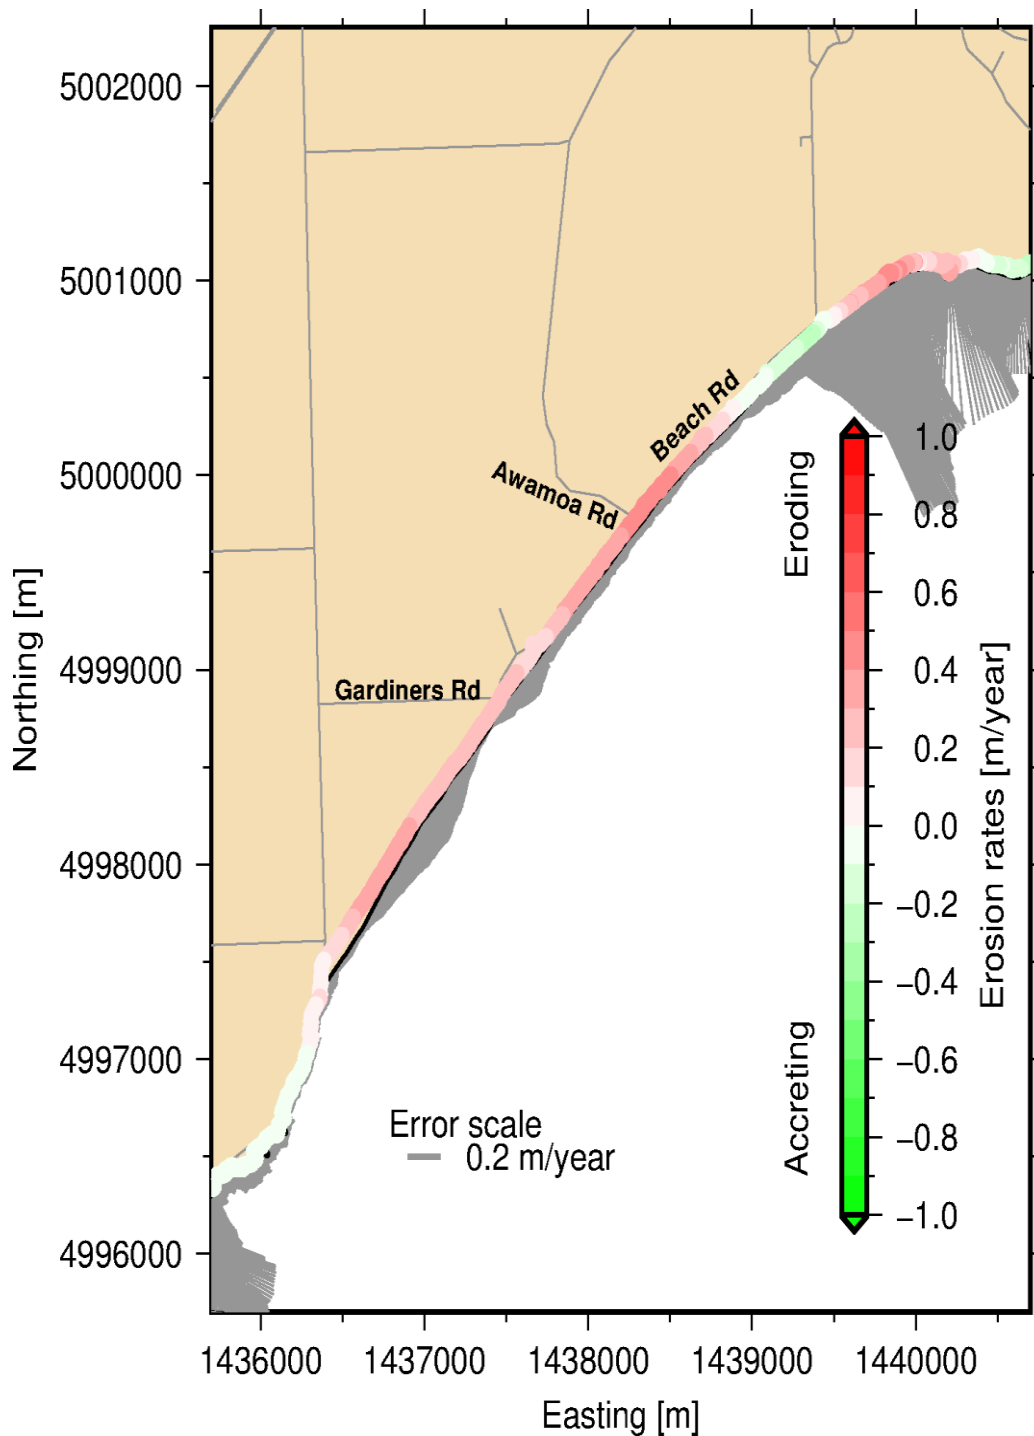 5002000
5001000
5000000
4999000
4998000
4997000
4996000
Northing [m]
Beach Rd
Awamoa Rd
Gardiners Rd
Error scale
0.2 m/year
Eroding
Accreting
1.0
0.8
0.6
0.4
0.2
0.0
−0.2
−0.4
−0.6
−0.8
−1.0
Erosion rates [m/year]
1436000
1437000
1438000
1439000
1440000
Easting [m]